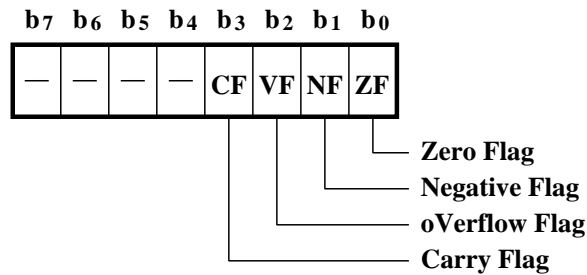 b7 b6 b5 b4 b3 b2 b1 b0
— — — — CF VF NF ZF
Zero Flag
Negative Flag
oVerflow Flag
Carry Flag